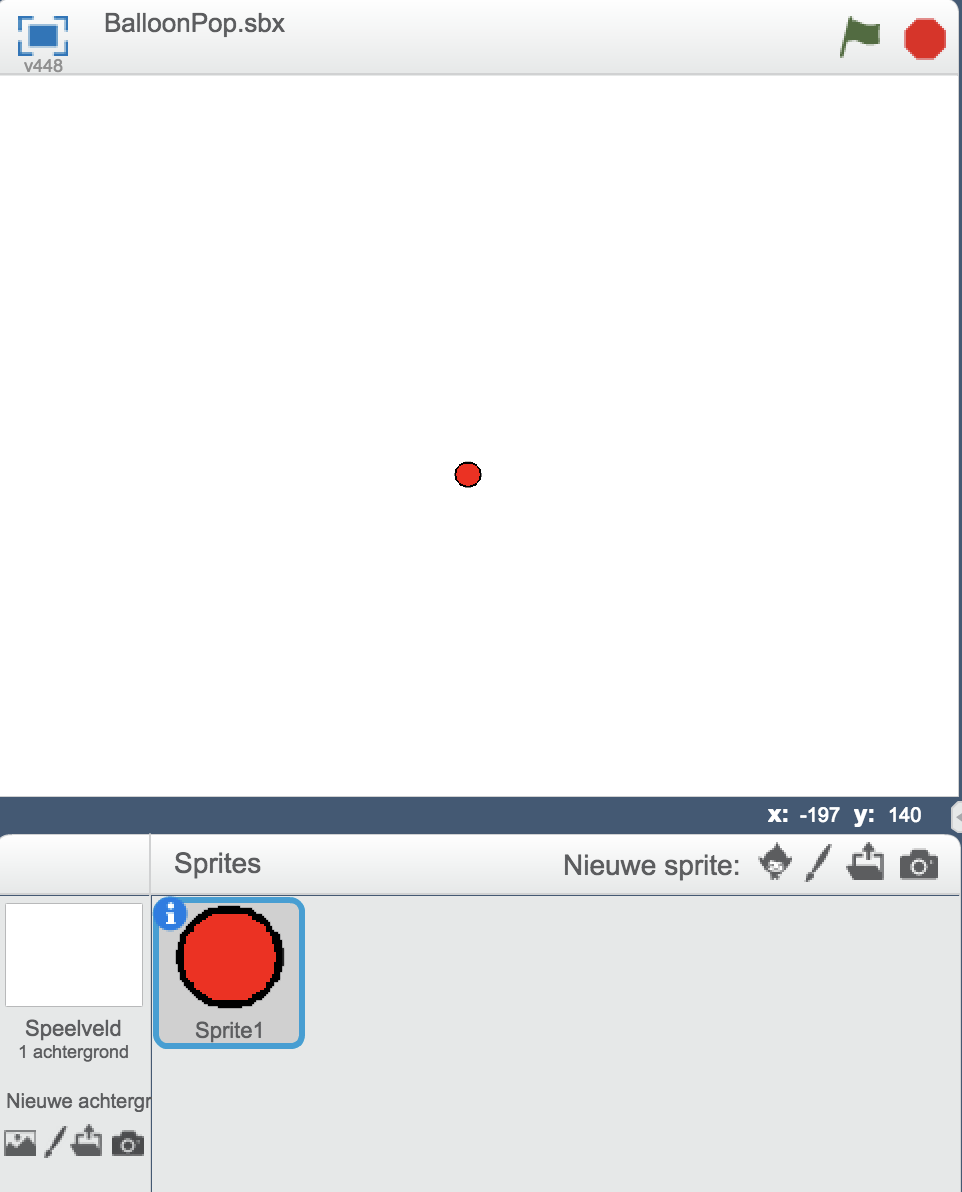 BalloonPop.sbx
v448
x: -197 y: 140
Sprites
Nieuwe sprite:
Sprite1
Speelveld
1 achtergrond
Nieuwe achtergr